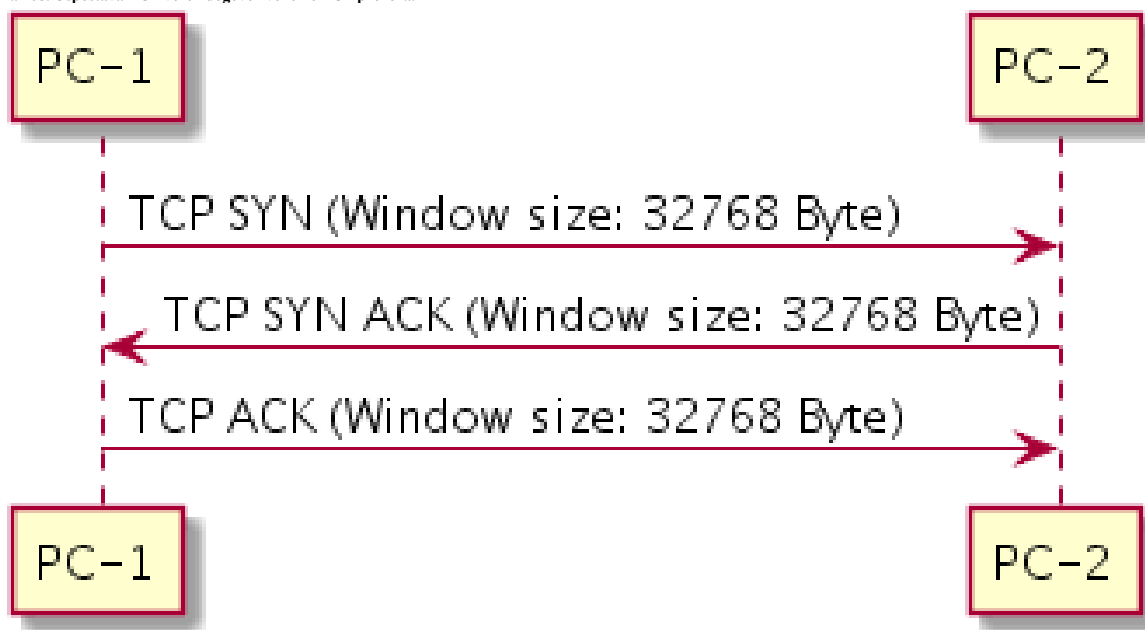 PC-1 PC-2
TCP SYN (Window size: 32768 Byte)
TCP SYN ACK (Window size: 32768 Byte)
TCP ACK (Window size: 32768 Byte)
PC-1 PC-2